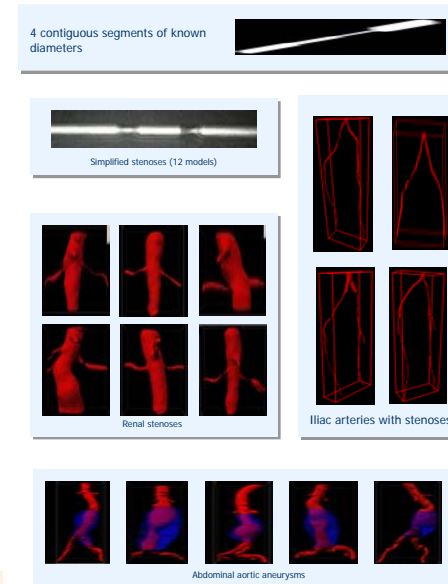 4 contiguous segments of known
diameters
Simplified stenoses (12 models)
Renal stenoses
Iliac arteries with stenoses
Abdominal aortic aneurysms